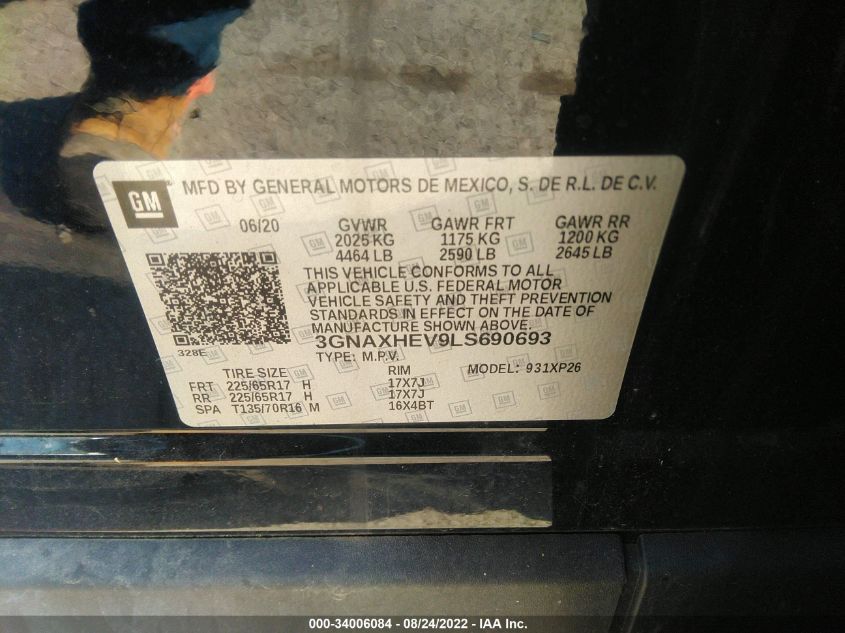 GM
MFD BY GENERAL MOTORS DE MEXICO, S. DE R.L. DE C.V.
06/20 GVWR GAWR FRT GAWR RR
2025 KG 1175 KG 1200 KG
4464 LB 2590 LB 2645 LB
THIS VEHICLE CONFORMS TO ALL
APPLICABLE U.S. FEDERAL MOTOR
VEHICLE SAFETY AND THEFT PREVENTION
STANDARDS IN EFFECT ON THE DATE OF
MANUFACTURE SHOWN ABOVE.
328E 3GNAXHEV9LS690693
TYPE: M.P.V.
TIRE SIZE RIM MODEL: 931XP26
FRT 225/65R17 H 17X7J
RR 225/65R17 H 17X7J
SPA T135/70R16 M 16X4BT
000-34006084 - 08/24/2022 - IAA Inc.